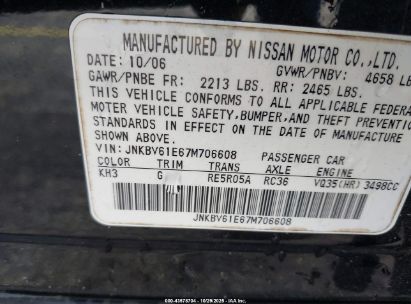 MANUFACTURED BY NISSAN MOTOR CO.,LTD.
DATE: 10/06 GVWR/PNBV: 4658 LB
GAWR/PNBE FR: 2213 LBS. RR: 2465 LBS.
THIS VEHICLE CONFORMS TO ALL APPLICABLE FEDERA
MOTOR VEHICLE SAFETY, BUMPER, AND THEFT PREVENTIO
STANDARDS IN EFFECT ON THE DATE OF MANUFACTURE
SHOWN ABOVE.
VIN: JNKBV61E67M706608 PASSENGER CAR
COLOR TRIM TRANS AXLE ENGINE
KH3 G RE5R05A RC36 VQ35(HR) 3498CC
JNKBV61E67M706608